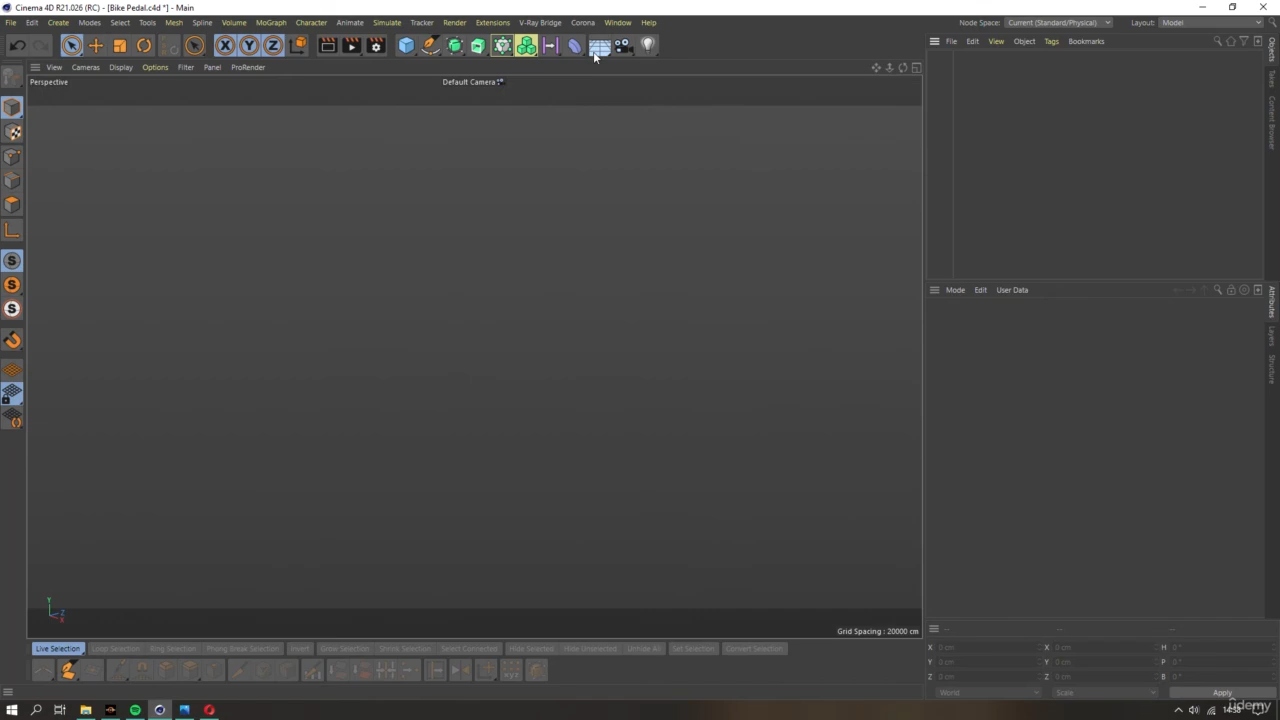 Cinema 4D R21.026 (RC) - [Bike Pedal.c4d *] - Main
File Edit Create Modes Select Tools Mesh Spline Volume MoGraph Character Animate Simulate Tracker Render Extensions V-Ray Bridge Corona Window Help
Node Space: Current (Standard/Physical) Layout: Model
X Y Z
File Edit View Object Tags Bookmarks
View Cameras Display Options Filter Panel ProRender
Perspective
Default Camera
Objects
Takes
Content Browser
S
S
S
Mode Edit User Data
Attributes
Layers
Structure
Y
Z
X
Grid Spacing : 20000 cm
-- -- --
Live Selection Loop Selection Ring Selection Phong Break Selection Invert Grow Selection Shrink Selection Select Connected Hide Selected Hide Unselected Unhide All Set Selection Convert Selection
X 0 cm X 0 cm H 0 °
Y 0 cm Y 0 cm P 0 °
Z 0 cm Z 0 cm B 0 °
World Scale Apply
xyz
14:38
Udemy